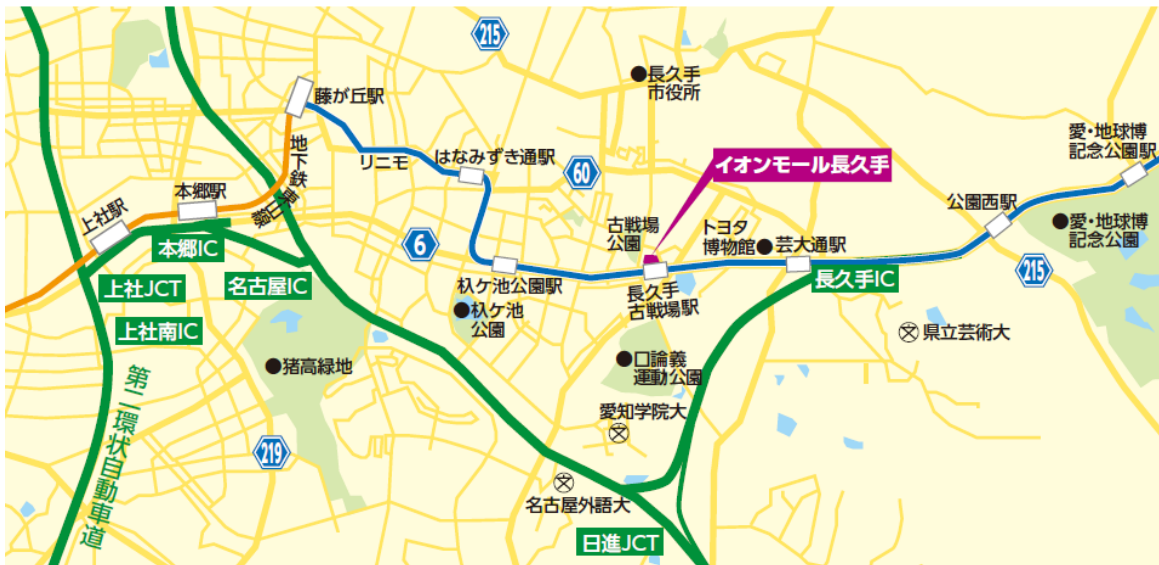 215
長久手
市役所
藤が丘駅
愛・地球博
記念公園駅
地下鉄東山線
リニモ
はなみずき通駅
イオンモール長久手
60
本郷駅
公園西駅
上社駅
古戦場
公園
トヨタ
博物館
芸大通駅
愛・地球博
記念公園
本郷IC
6
215
上社JCT
名古屋IC
杁ケ池公園駅
長久手
古戦場駅
長久手IC
杁ケ池
公園
上社南IC
県立芸術大
猪高緑地
口論義
運動公園
第二環状自動車道
愛知学院大
文
219
文
名古屋外語大
日進JCT